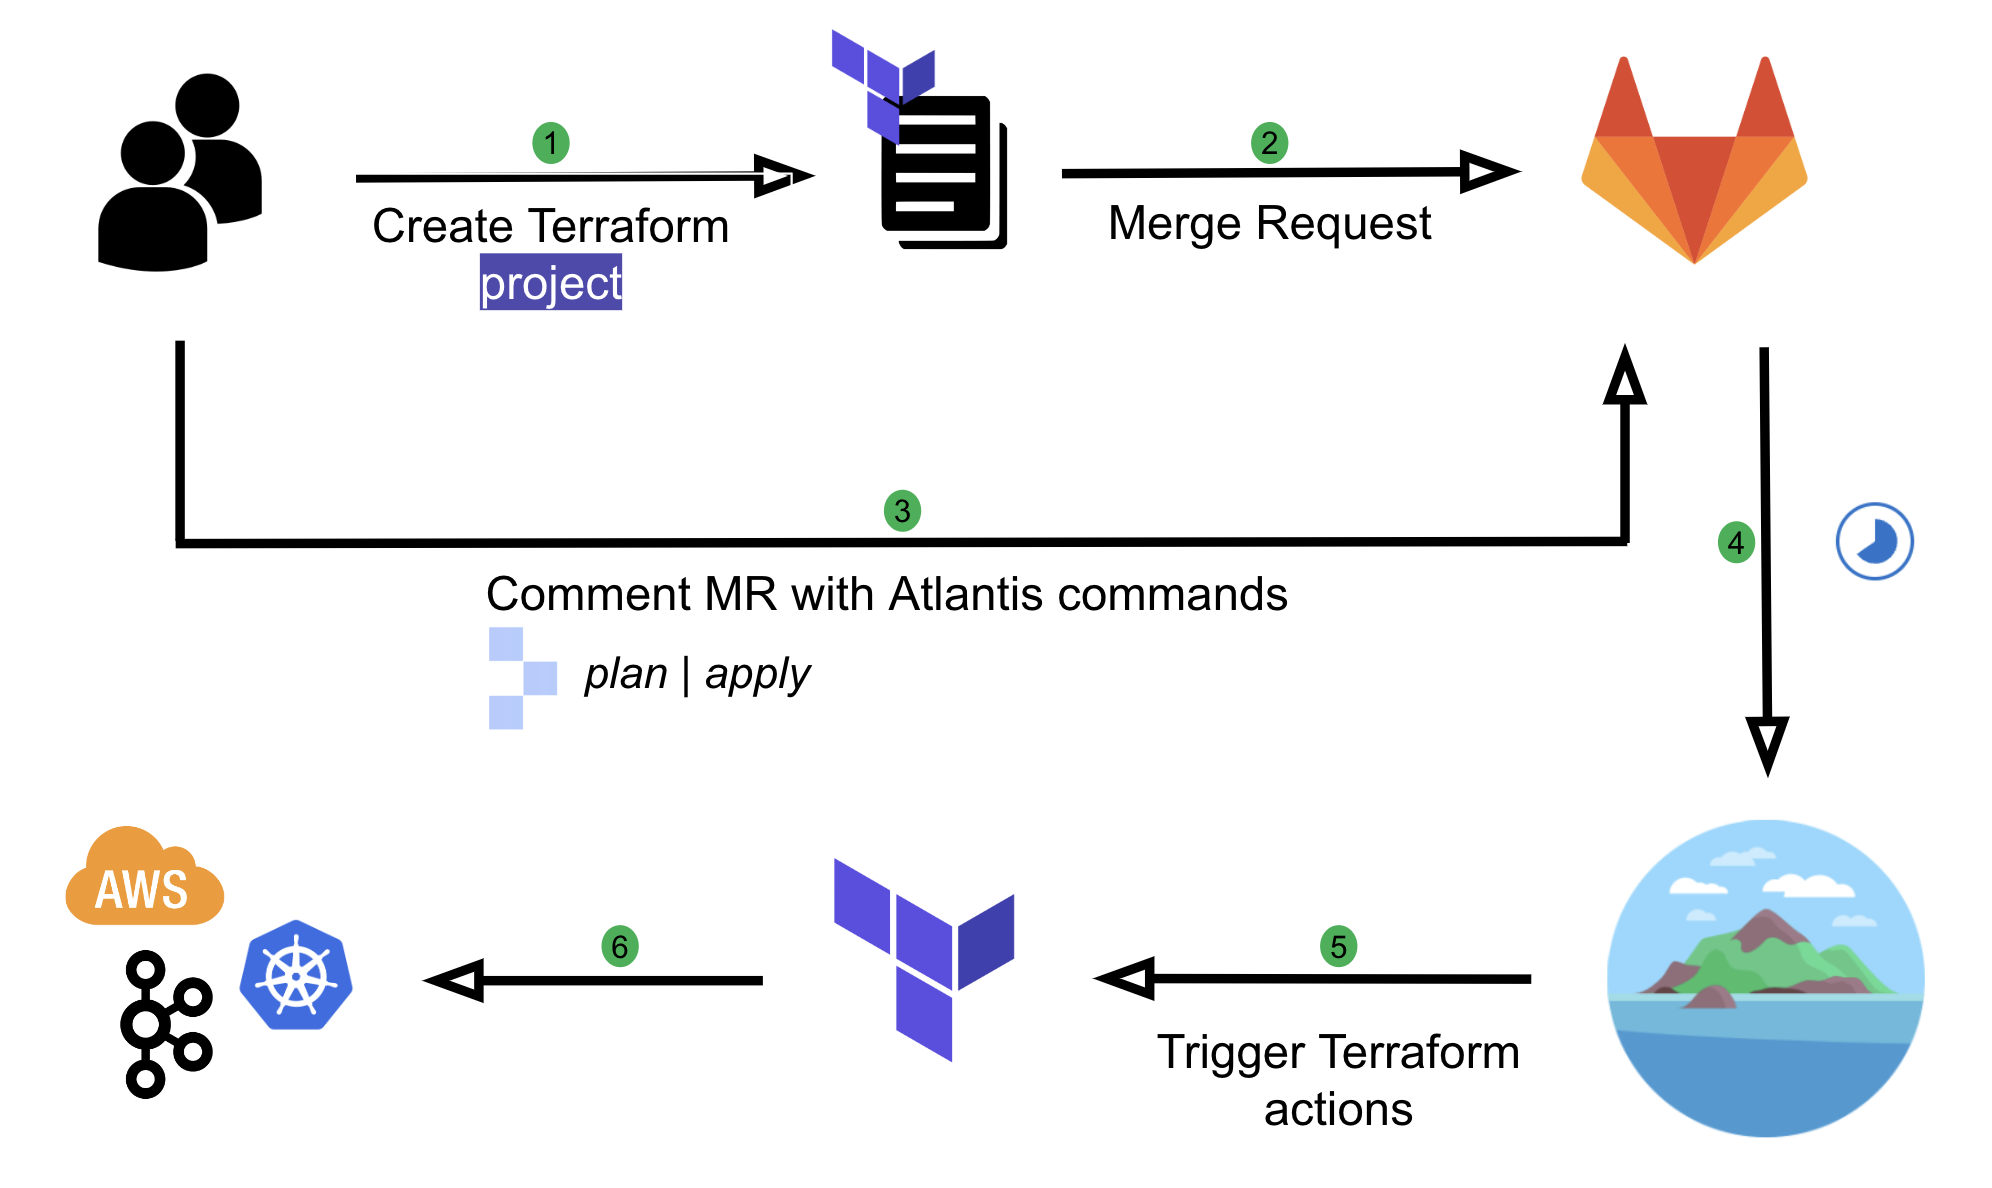 1
Create Terraform
project
2
Merge Request
3
Comment MR with Atlantis commands
plan | apply
4
AWS
6
5
Trigger Terraform
actions